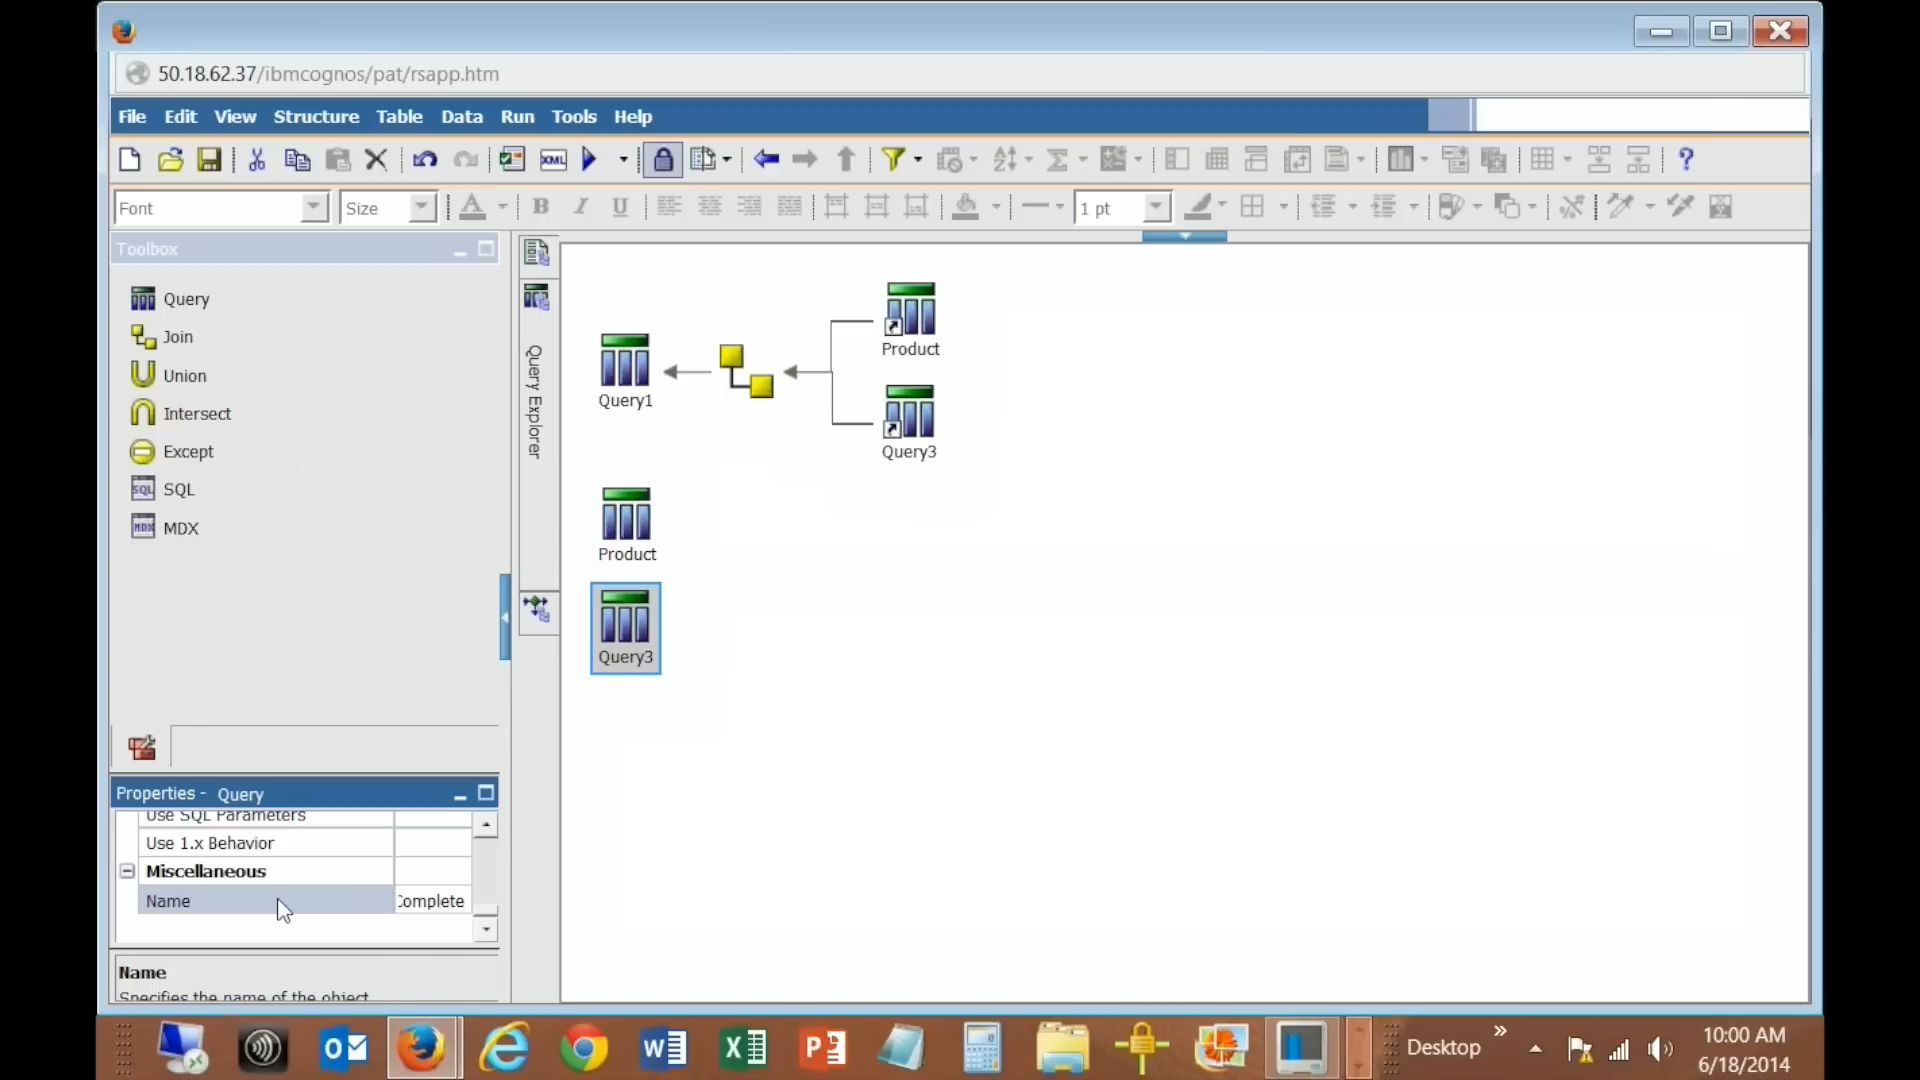 50.18.62.37/ibmcognos/pat/rsapp.htm
File Edit View Structure Table Data Run Tools Help
XML
Font Size A B I U 1 pt
Toolbox
Query
Join
Union
Intersect
Except
SQL SQL
MDX MDX
Query Explorer
Product
Query1
Query3
Product
Query3
Properties - Query
Use SQL Parameters
Use 1.x Behavior
Miscellaneous
Name Complete
Name
Specifies the name of the object
Desktop
10:00 AM
6/18/2014